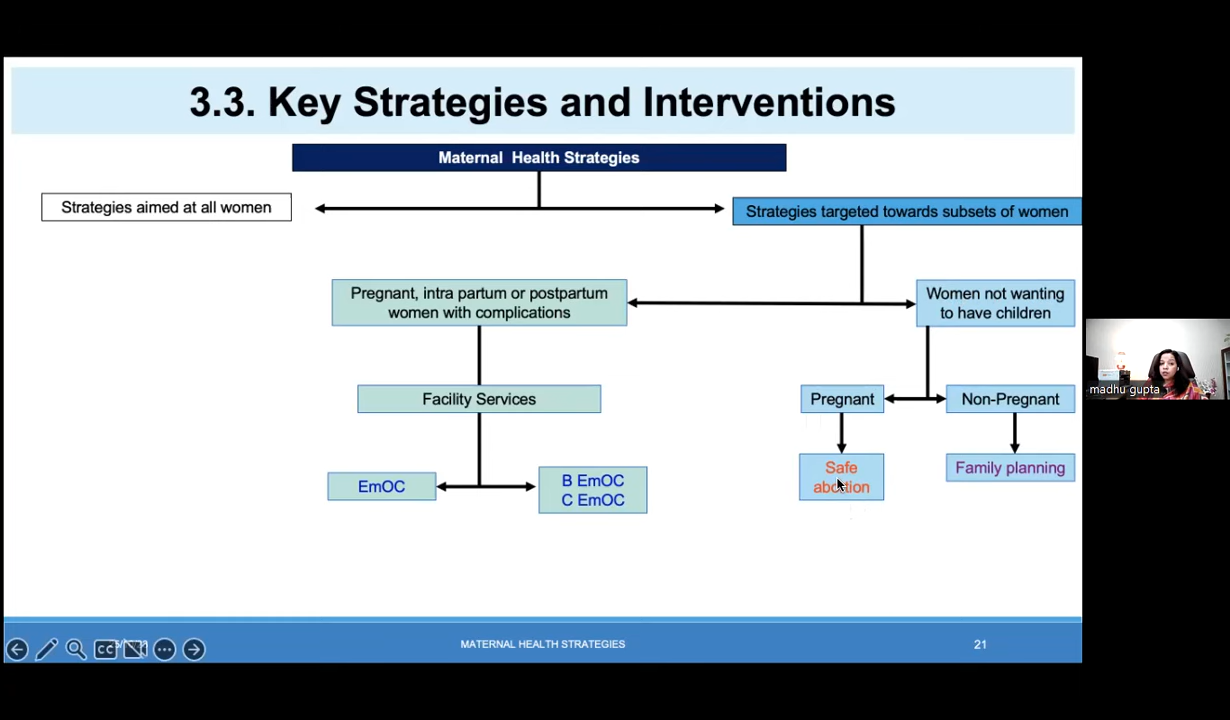 3.3. Key Strategies and Interventions
Maternal Health Strategies
Strategies aimed at all women
Strategies targeted towards subsets of women
Pregnant, intra partum or postpartum
women with complications
Women not wanting
to have children
Facility Services
Pregnant
Non-Pregnant
EmOC
B EmOC
C EmOC
Safe
abortion
Family planning
madhu gupta
CC
MATERNAL HEALTH STRATEGIES
21